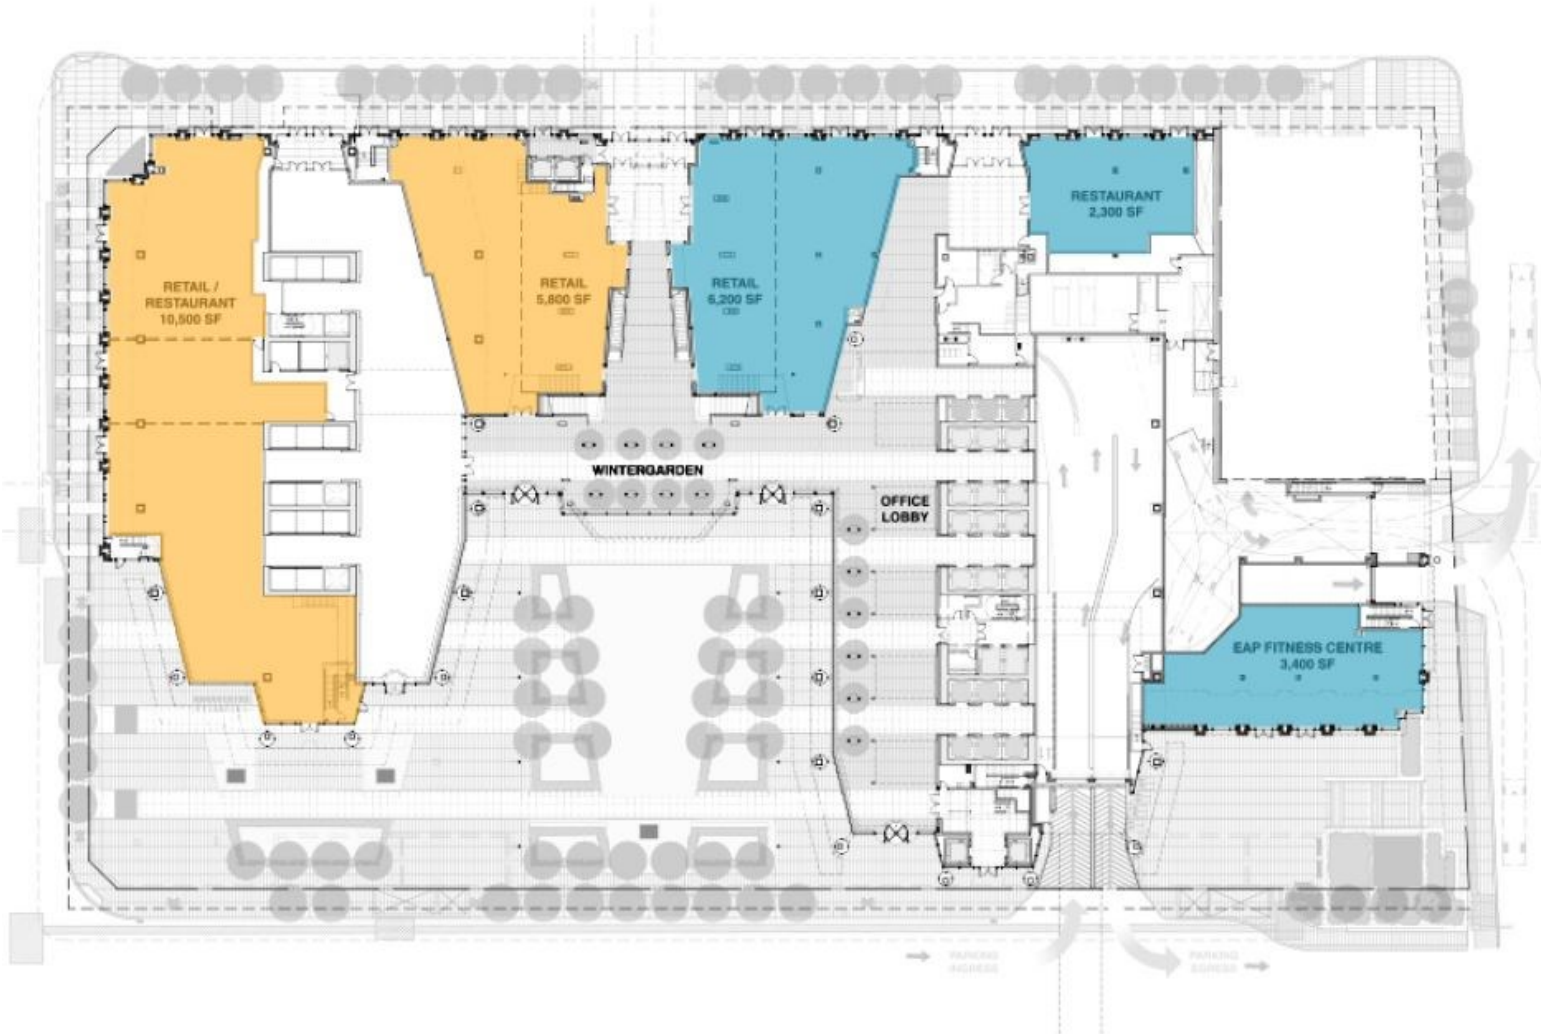 RESTAURANT
2,300 SF
RETAIL /
RESTAURANT
10,500 SF
RETAIL
5,800 SF
RETAIL
6,200 SF
WINTERGARDEN
OFFICE
LOBBY
EAP FITNESS CENTRE
3,400 SF
PARKING
INGRESS
PARKING
EGRESS